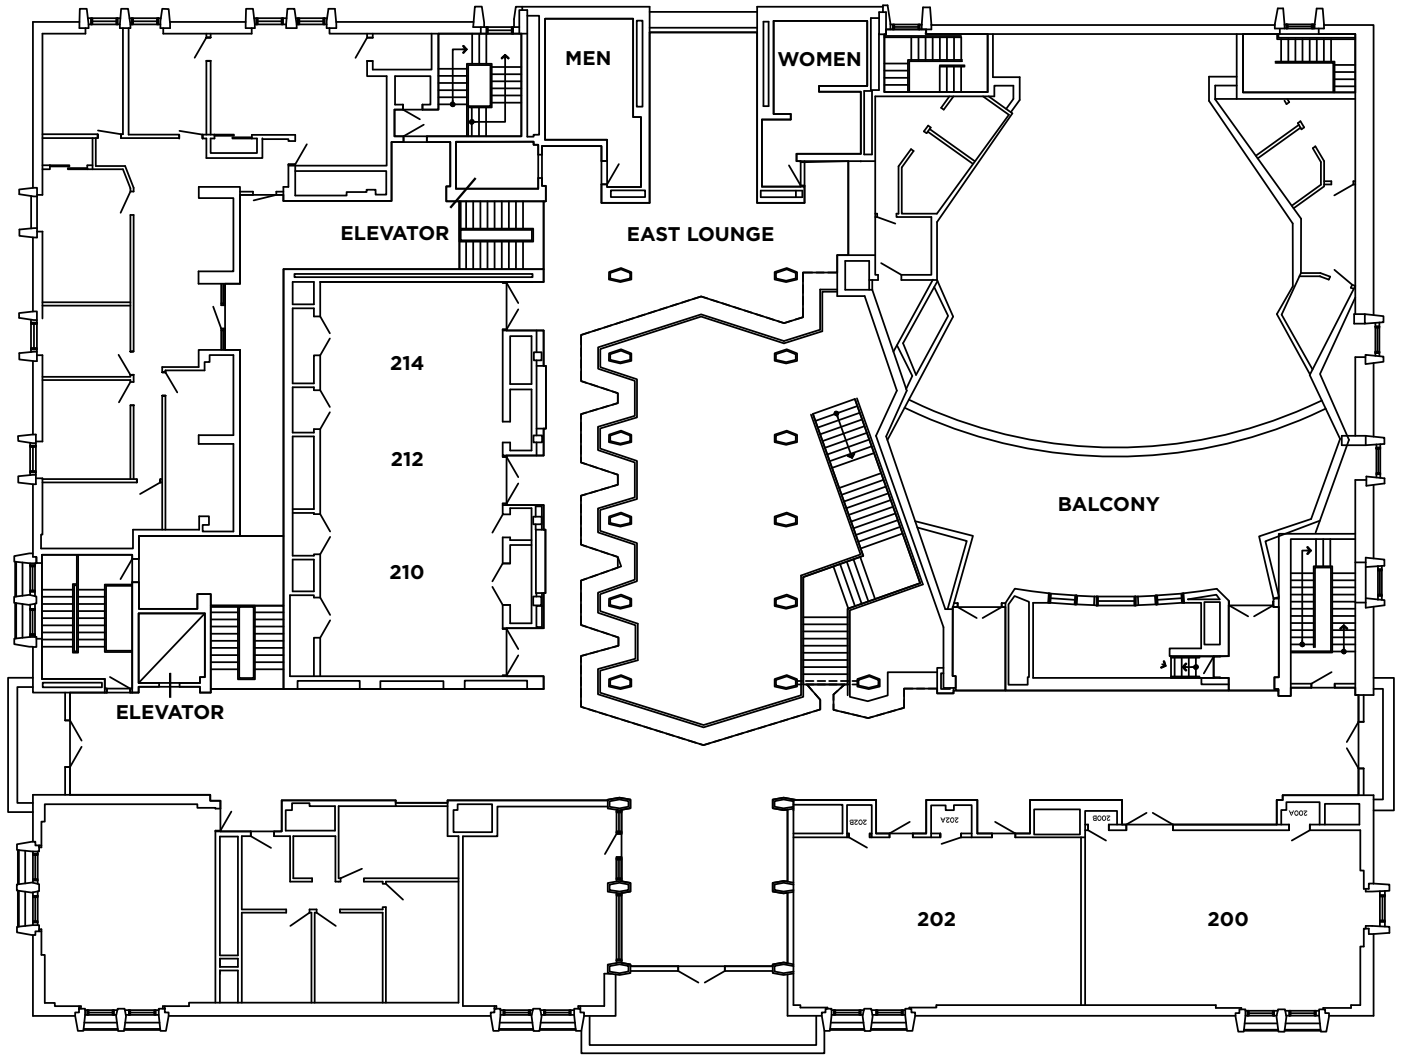 MEN
WOMEN
ELEVATOR
EAST LOUNGE
214
212
210
BALCONY
ELEVATOR
202B
202A
200B
200A
202
200